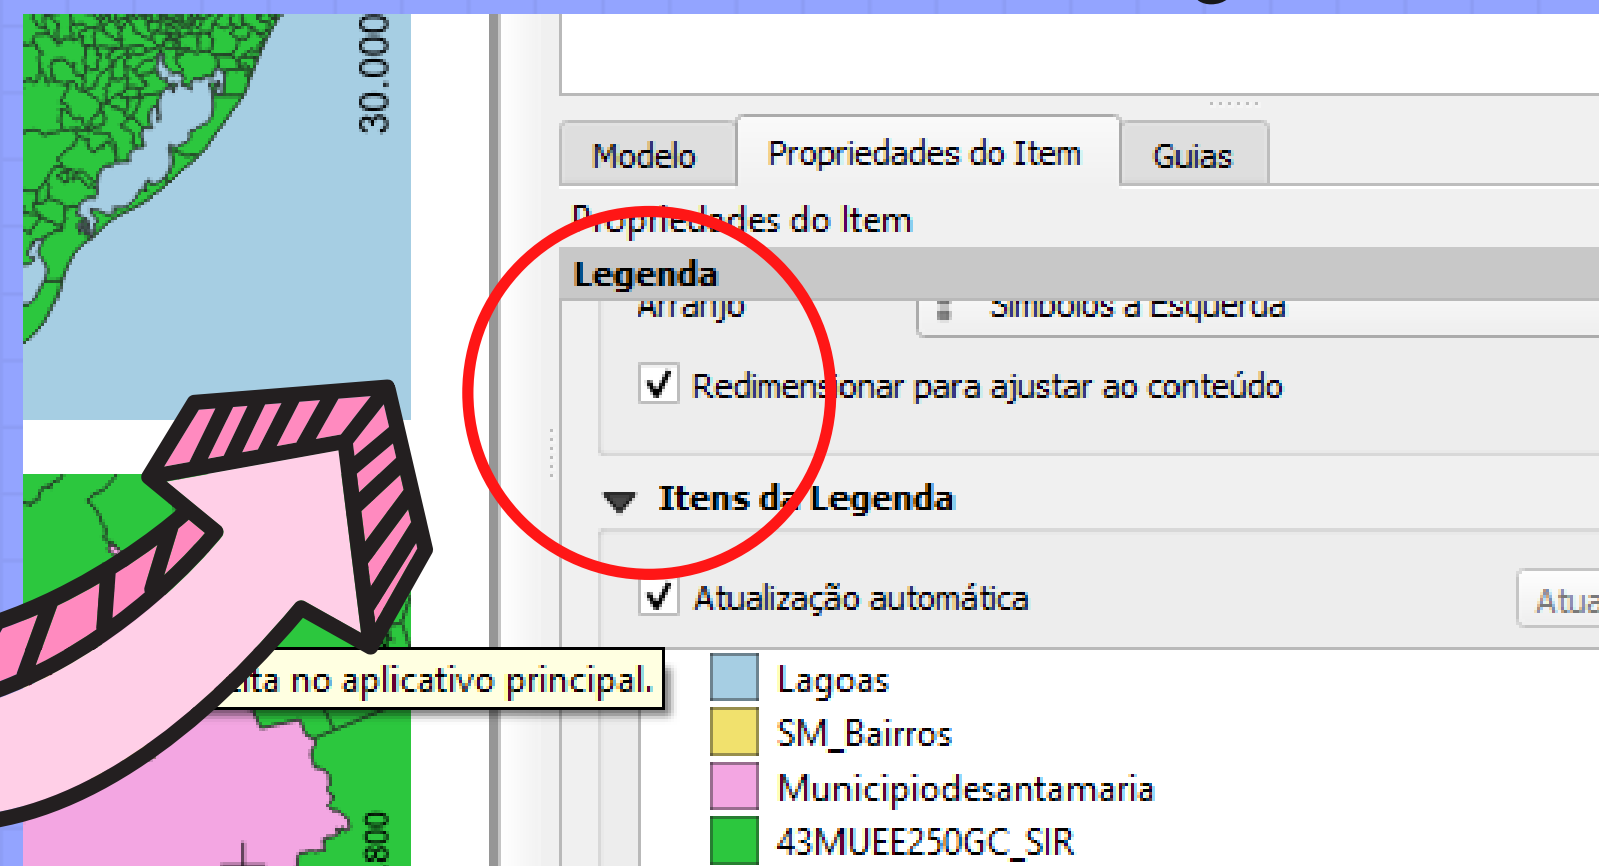 30.000
Modelo
Propriedades do Item
Guias
Propriedades do Item
Legenda
Arranjo
Símbolos à Esquerda
Redimensionar para ajustar ao conteúdo
Itens da Legenda
Atualização automática
no aplicativo principal.
Lagoas
SM_Bairros
Municipiodesantamaria
43MUEE250GC_SIR
800